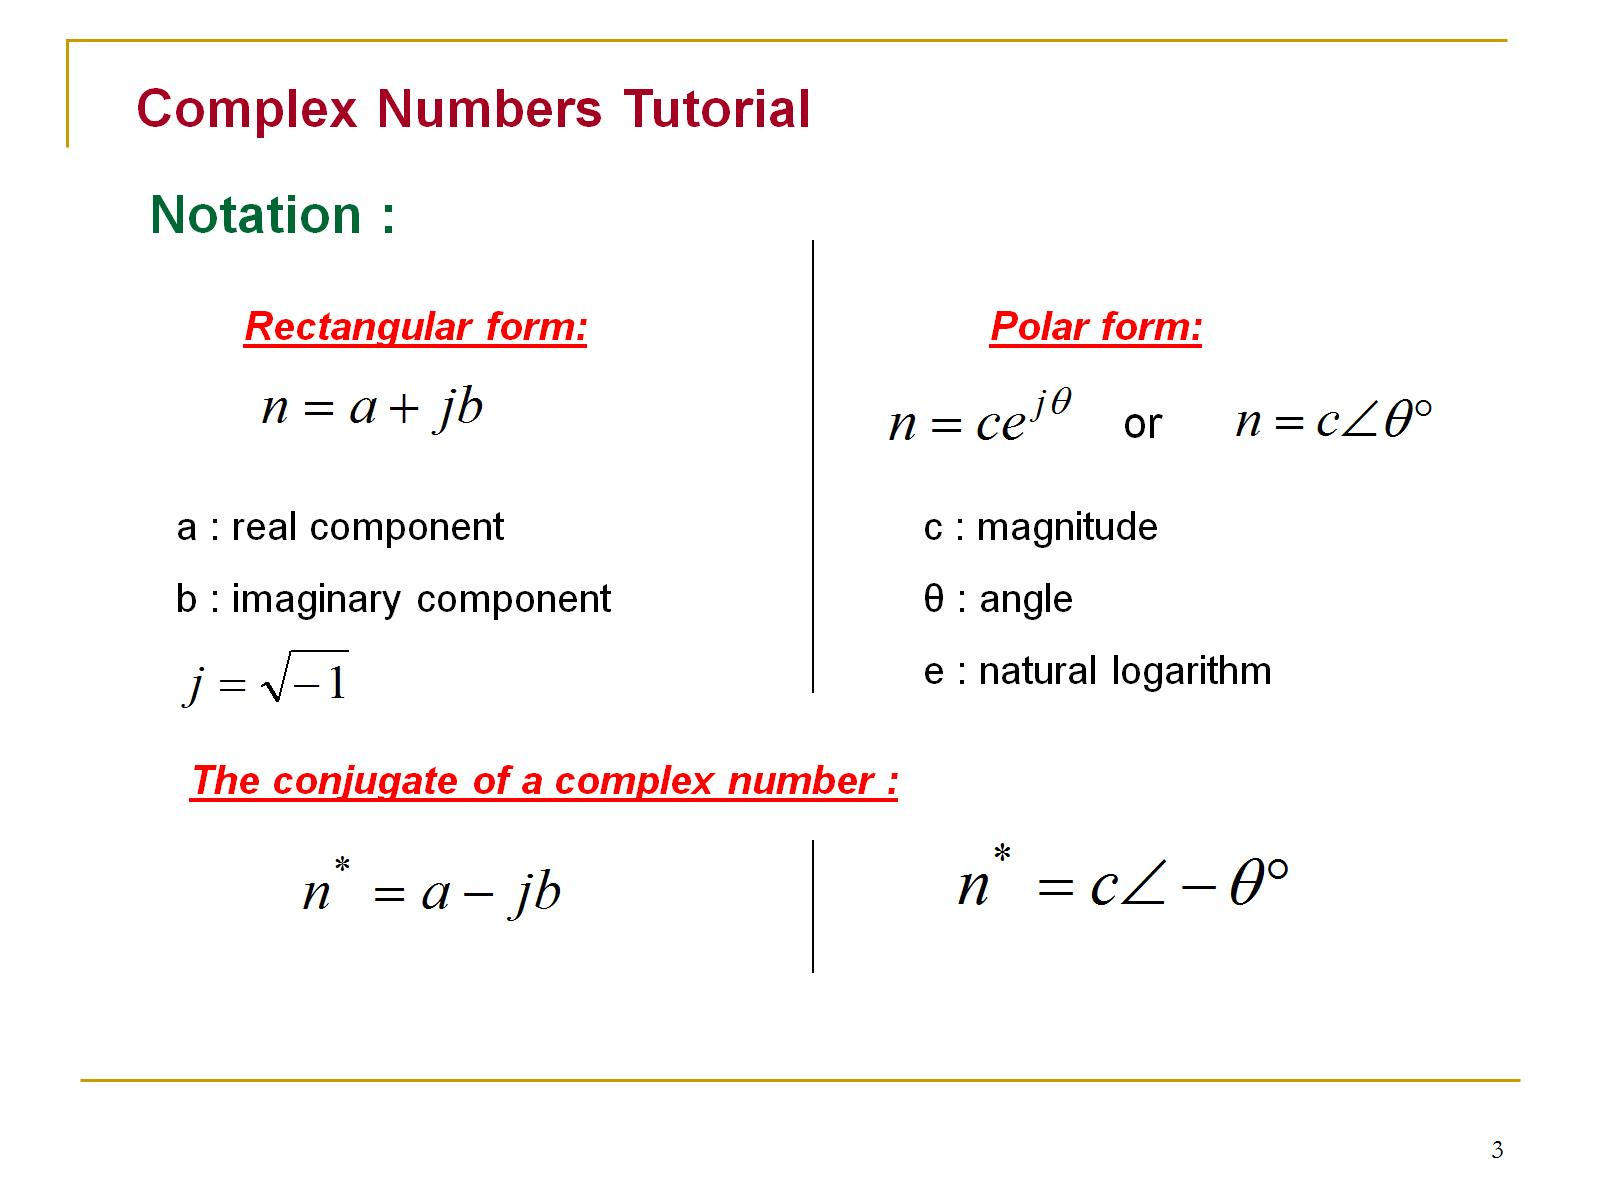 Complex Numbers Tutorial
Notation :
Rectangular form:
n = a + jb
a : real component
b : imaginary component
j = √−1
Polar form:
n = ce^{jθ} or n = c∠θ°
c : magnitude
θ : angle
e : natural logarithm
The conjugate of a complex number :
n* = a − jb
n* = c∠−θ°
3